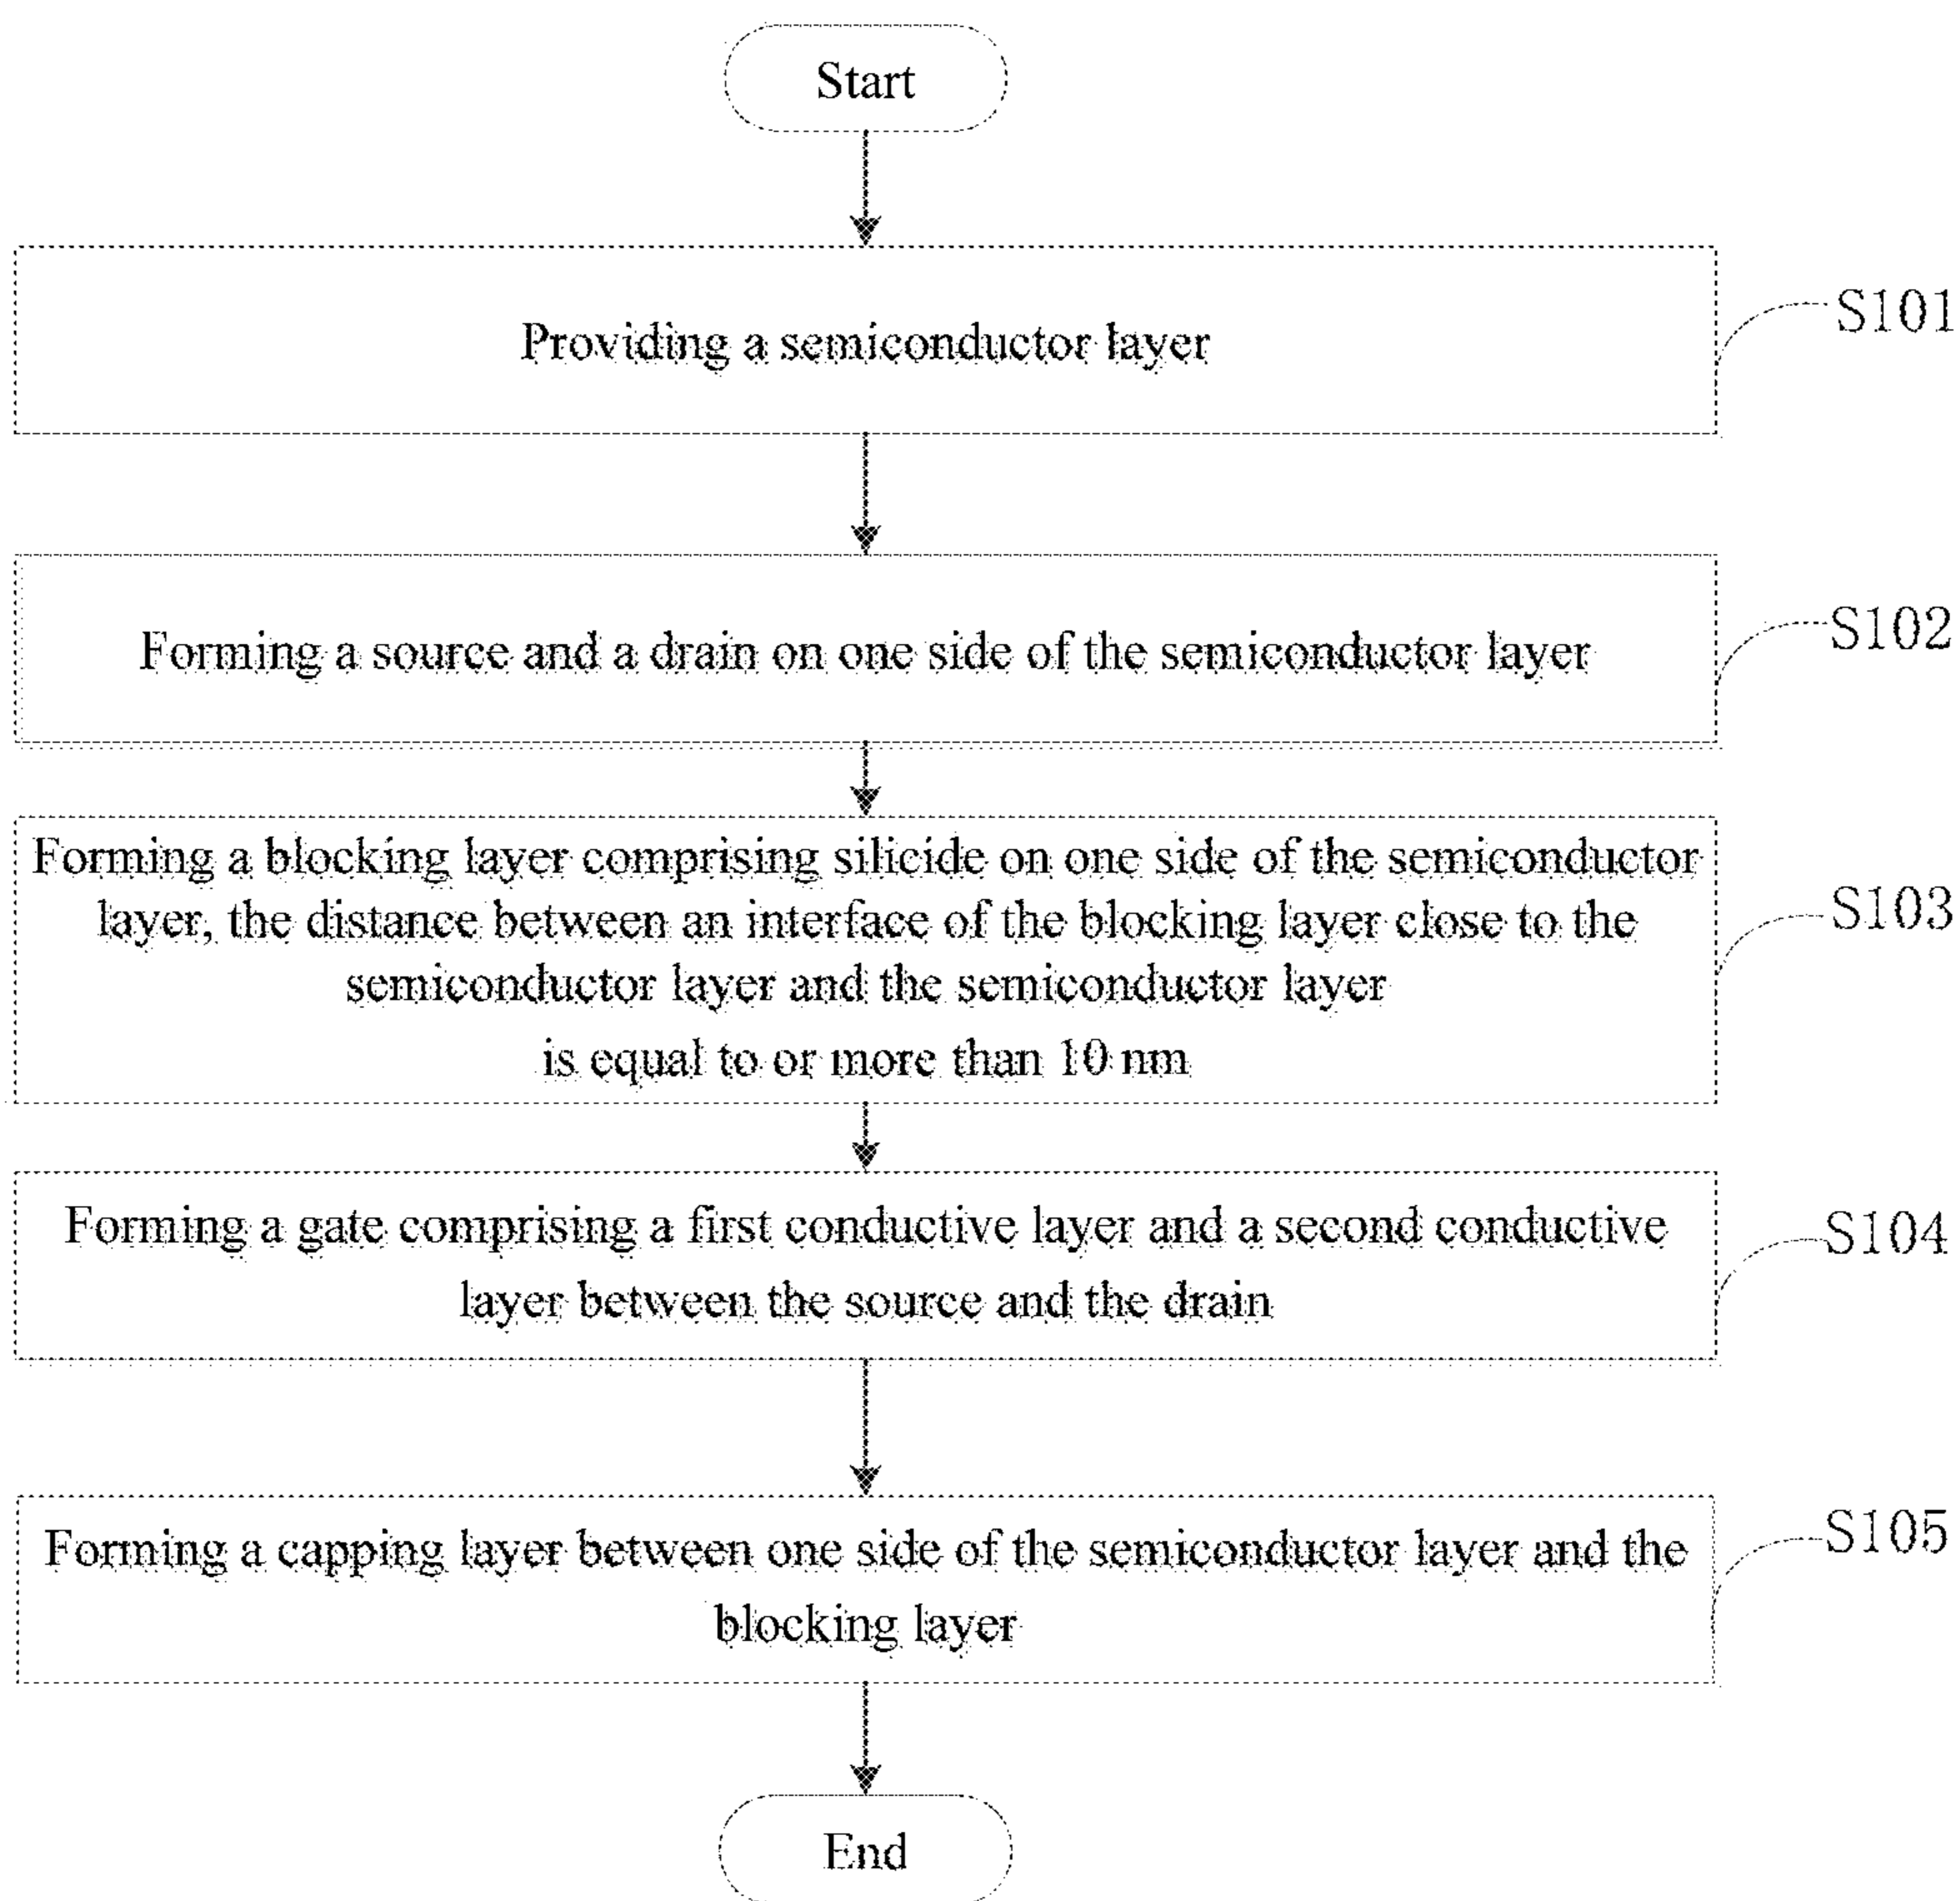 Start
Providing a semiconductor layer
S101
Forming a source and a drain on one side of the semiconductor layer
S102
Forming a blocking layer comprising silicide on one side of the semiconductor
layer, the distance between an interface of the blocking layer close to the
semiconductor layer and the semiconductor layer
is equal to or more than 10 nm
S103
Forming a gate comprising a first conductive layer and a second conductive
layer between the source and the drain
S104
Forming a capping layer between one side of the semiconductor layer and the
blocking layer
S105
End